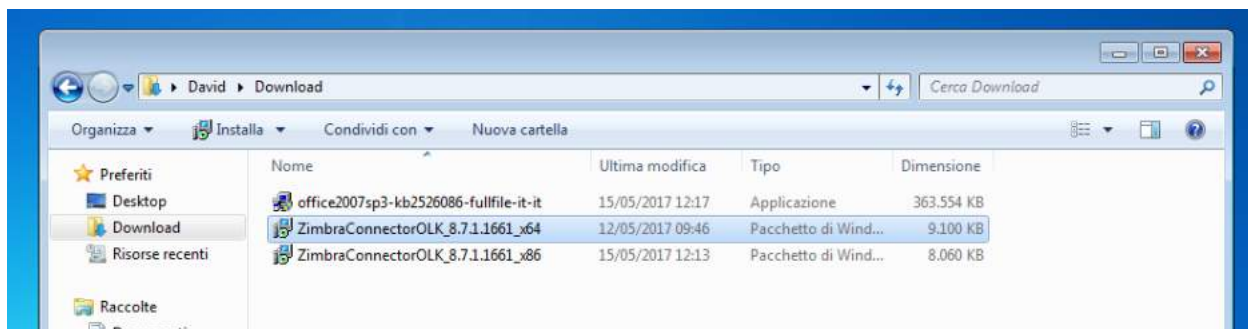 David Download
Cerca Download
Organizza Installa Condividi con Nuova cartella
Preferiti
Desktop
Download
Risorse recenti
Raccolte
Nome Ultima modifica Tipo Dimensione
office2007sp3-kb2526086-fullfile-it-it 15/05/2017 12:17 Applicazione 363.554 KB
ZimbraConnectorOLK_8.7.1.1661_x64 12/05/2017 09:46 Pacchetto di Wind... 9.100 KB
ZimbraConnectorOLK_8.7.1.1661_x86 15/05/2017 12:13 Pacchetto di Wind... 8.060 KB